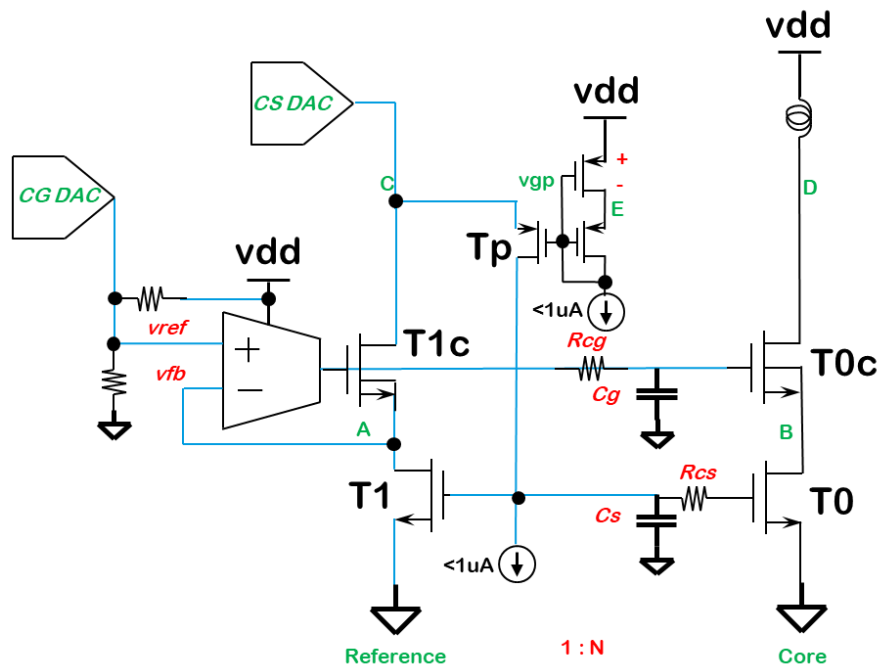 vdd
CS DAC
vdd
C
vgp
+
-
E
D
CG DAC
Tp
vdd
<1uA
vref
+
T1c
Rcg
T0c
vfb
−
Cg
A
B
T1
Rcs
T0
Cs
<1uA
Reference
1 : N
Core